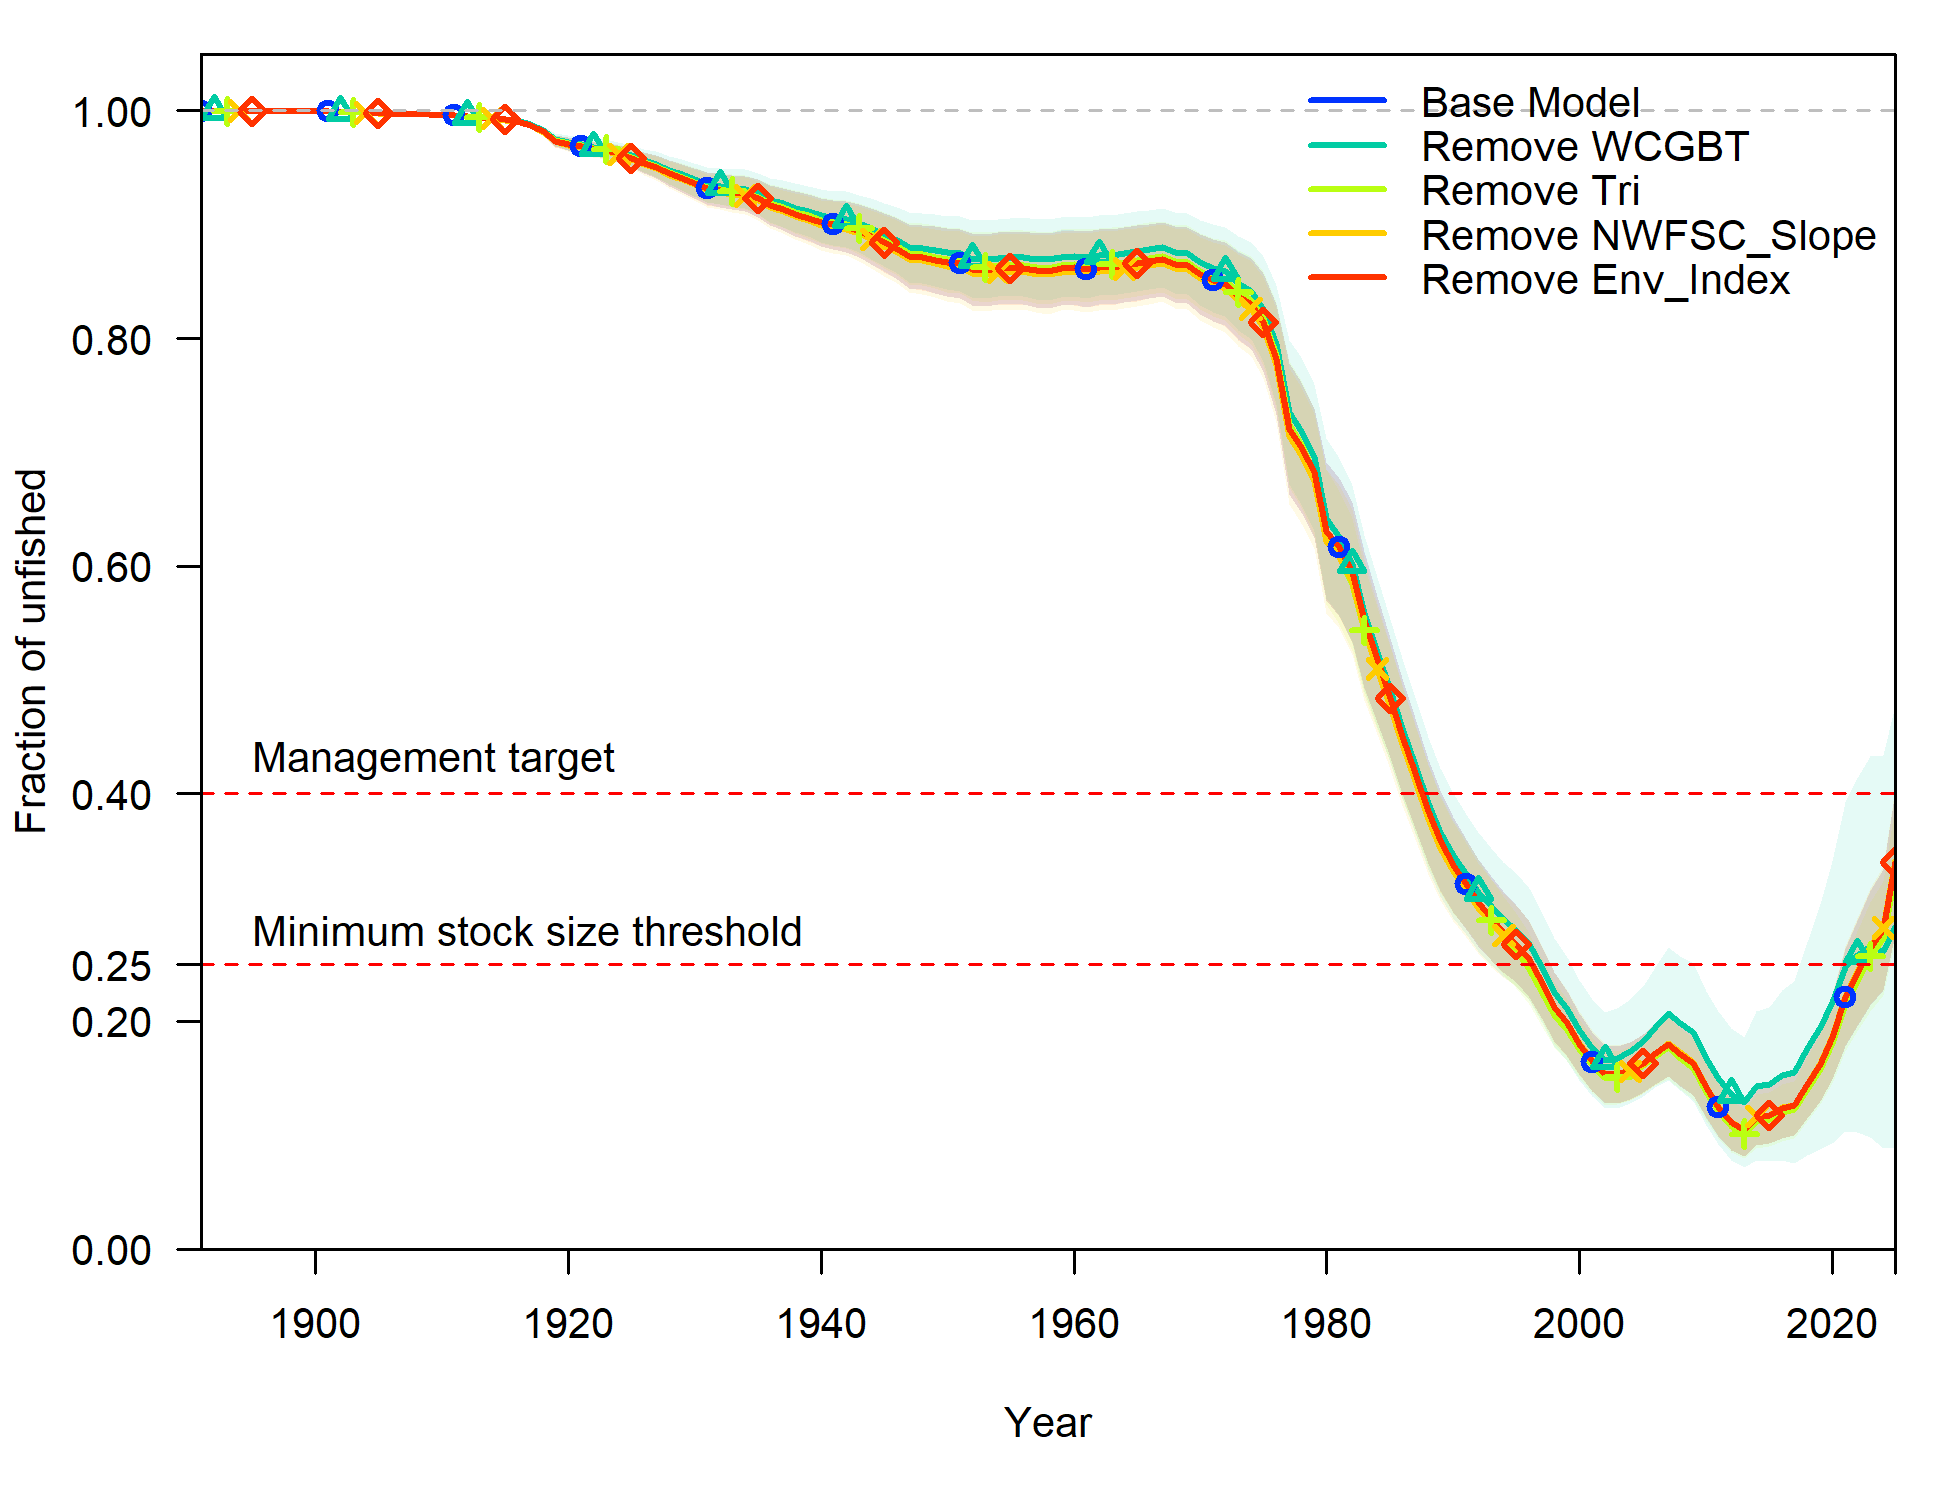 Base Model
Remove WCGBT
Remove Tri
Remove NWFSC_Slope
Remove Env_Index
Fraction of unfished
1.00
0.80
0.60
0.40
0.25
0.20
0.00
Management target
Minimum stock size threshold
1900 1920 1940 1960 1980 2000 2020
Year